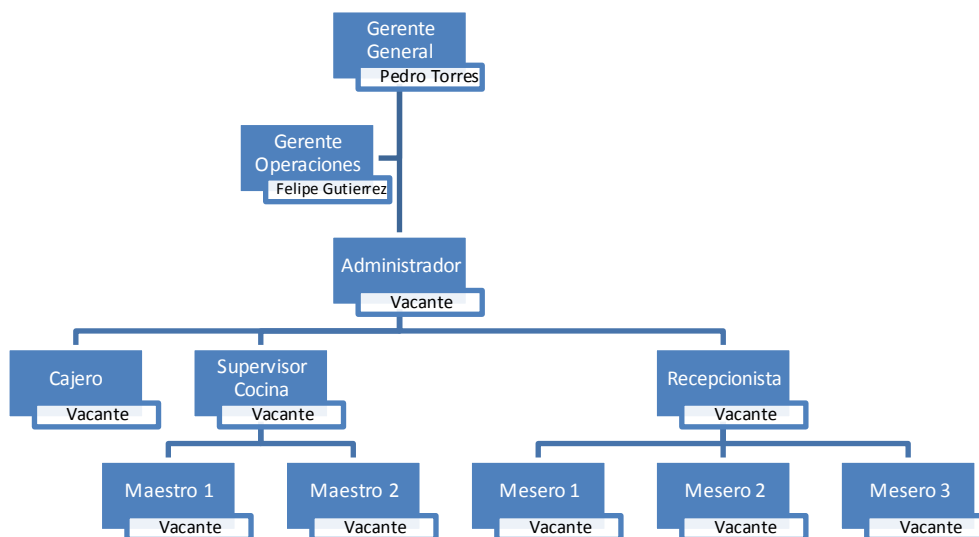 Gerente
General
Pedro Torres
Gerente
Operaciones
Felipe Gutierrez
Administrador
Vacante
Cajero
Vacante
Supervisor
Cocina
Vacante
Recepcionista
Vacante
Maestro 1
Vacante
Maestro 2
Vacante
Mesero 1
Vacante
Mesero 2
Vacante
Mesero 3
Vacante